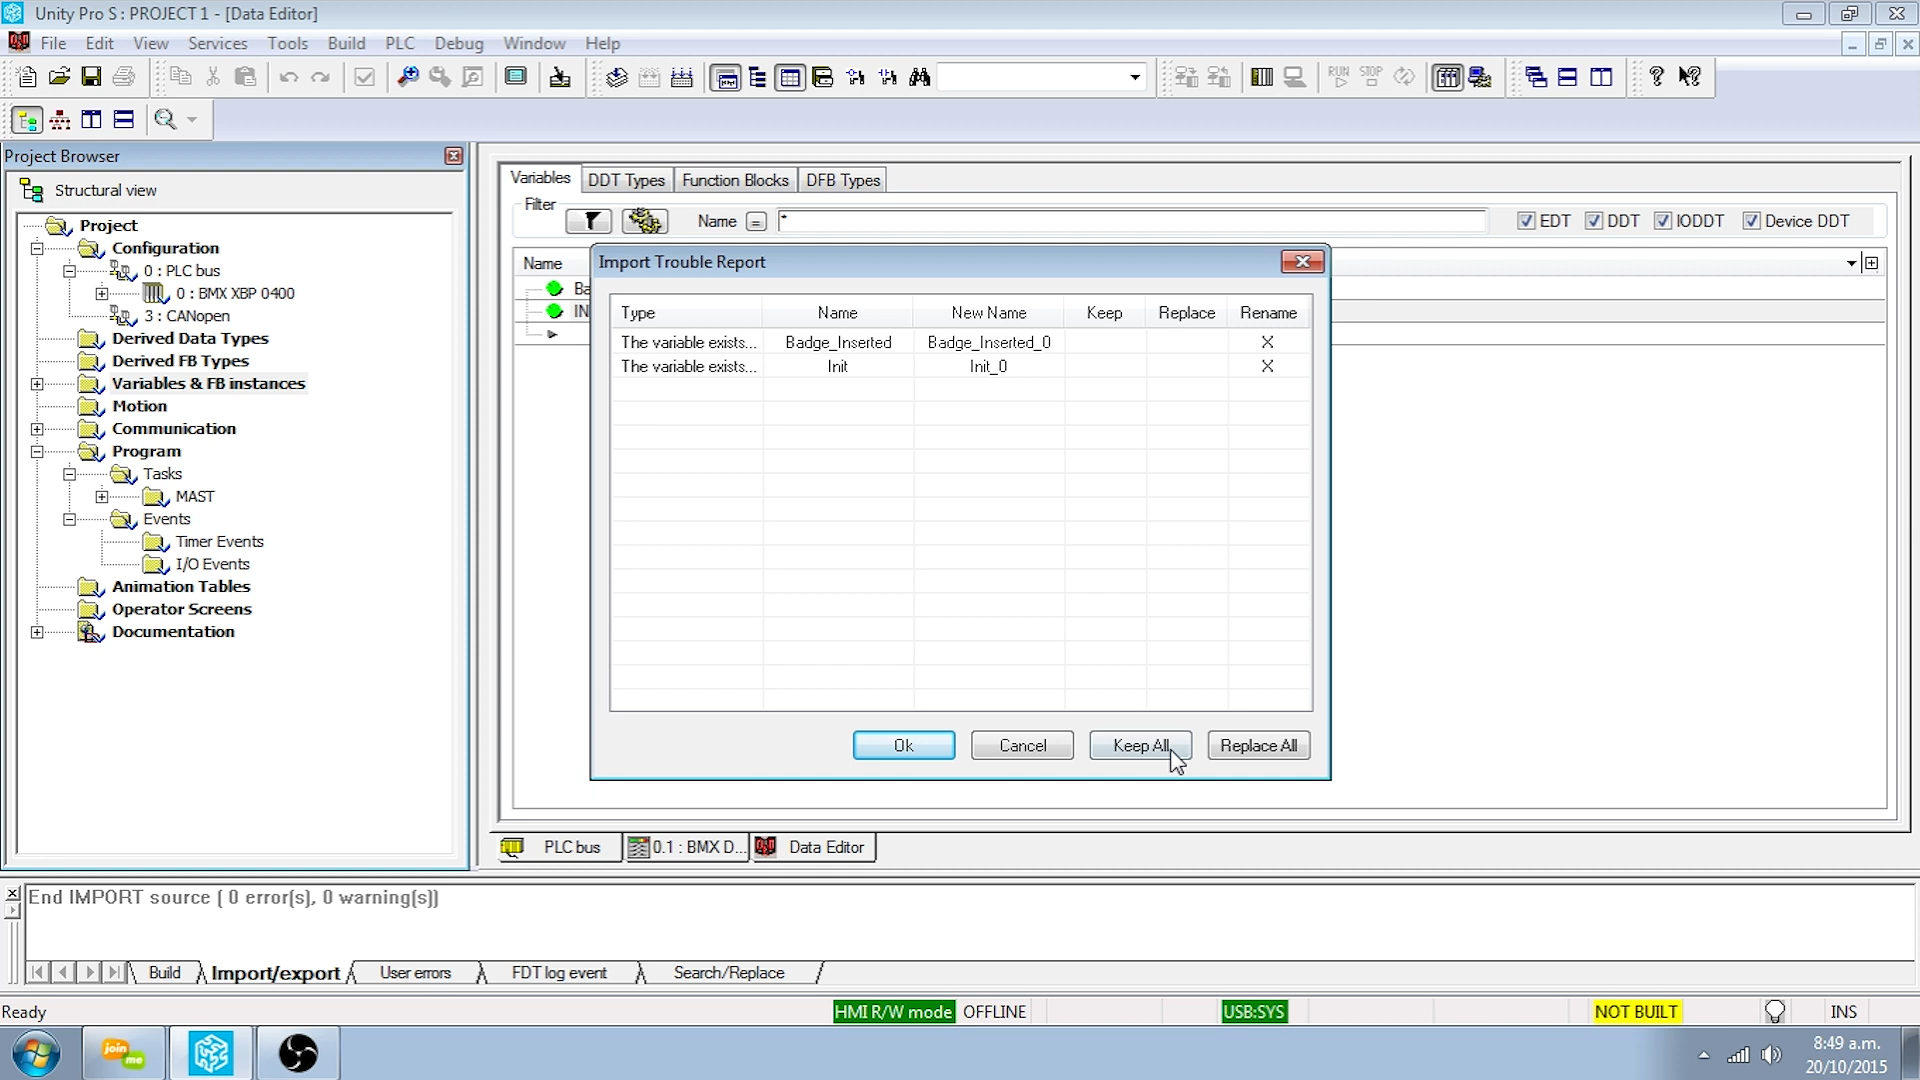 Unity Pro S : PROJECT 1 - [Data Editor]
File Edit View Services Tools Build PLC Debug Window Help
RUN STOP
Project Browser
Structural view
Project
Configuration
0 : PLC bus
0 : BMX XBP 0400
3 : CANopen
Derived Data Types
Derived FB Types
Variables & FB instances
Motion
Communication
Program
Tasks
MAST
Events
Timer Events
I/O Events
Animation Tables
Operator Screens
Documentation
Variables DDT Types Function Blocks DFB Types
Filter
Name = * EDT DDT IODDT Device DDT
Name
Ba
IN
Import Trouble Report
Type Name New Name Keep Replace Rename
The variable exists... Badge_Inserted Badge_Inserted_0 X
The variable exists... Init Init_0 X
Ok Cancel Keep All Replace All
PLC bus 0.1 : BMX D... Data Editor
End IMPORT source ( 0 error(s), 0 warning(s))
Build Import/export User errors FDT log event Search/Replace
Ready HMI R/W mode OFFLINE USB:SYS NOT BUILT INS
join me
8:49 a.m.
20/10/2015